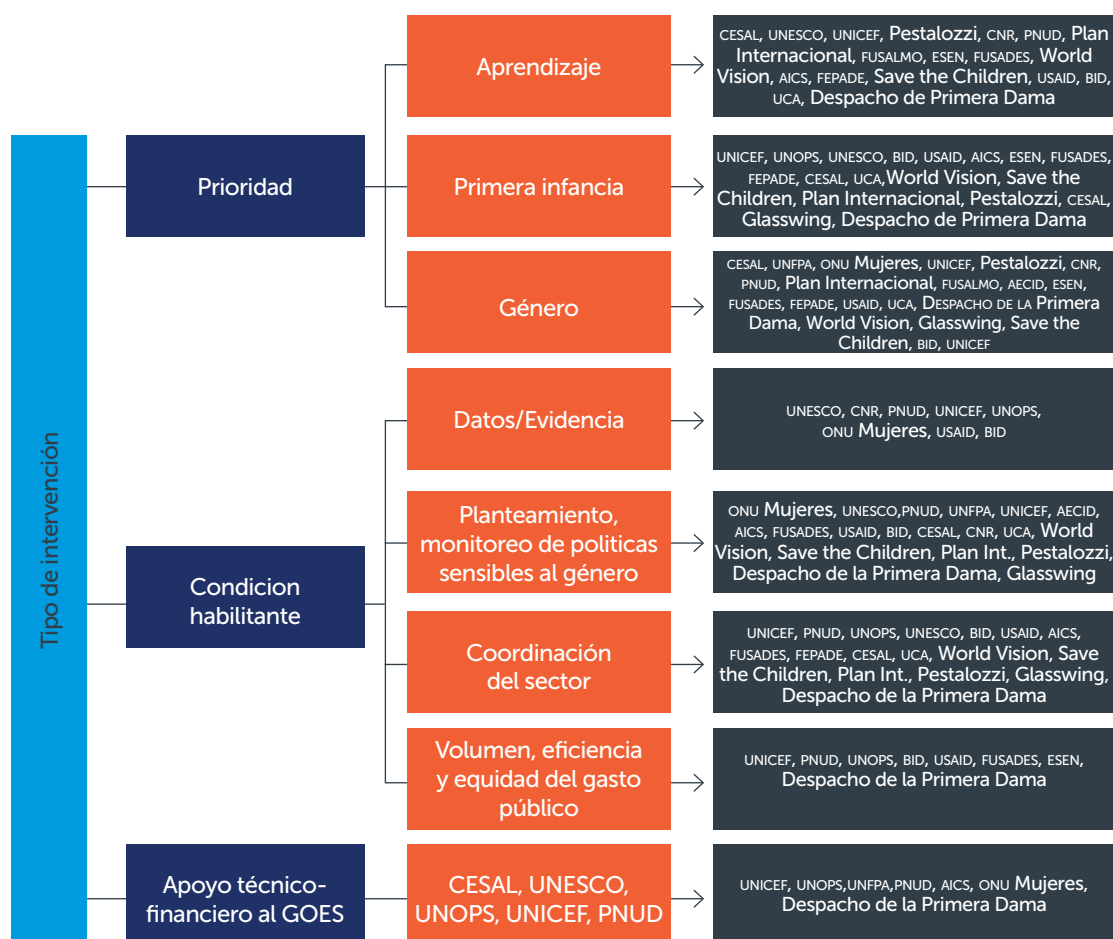 Tipo de intervención
Prioridad
Aprendizaje
CESAL, UNESCO, UNICEF, Pestalozzi, CNR, PNUD, Plan
Internacional, FUSALMO, ESEN, FUSADES, World
Vision, AICS, FEPADE, Save the Children, USAID, BID,
UCA, Despacho de Primera Dama
Primera infancia
UNICEF, UNOPS, UNESCO, BID, USAID, AICS, ESEN, FUSADES,
FEPADE, CESAL, UCA,World Vision, Save the
Children, Plan Internacional, Pestalozzi, CESAL,
Glasswing, Despacho de Primera Dama
Género
CESAL, UNFPA, ONU Mujeres, UNICEF, Pestalozzi, CNR,
PNUD, Plan Internacional, FUSALMO, AECID, ESEN,
FUSADES, FEPADE, USAID, UCA, DESPACHO DE LA Primera
Dama, World Vision, Glasswing, Save the
Children, BID, UNICEF
Condicion
habilitante
Datos/Evidencia
UNESCO, CNR, PNUD, UNICEF, UNOPS,
ONU Mujeres, USAID, BID
Planteamiento,
monitoreo de politicas
sensibles al género
ONU Mujeres, UNESCO,PNUD, UNFPA, UNICEF, AECID,
AICS, FUSADES, USAID, BID, CESAL, CNR, UCA, World
Vision, Save the Children, Plan Int., Pestalozzi,
Despacho de la Primera Dama, Glasswing
Coordinación
del sector
UNICEF, PNUD, UNOPS, UNESCO, BID, USAID, AICS,
FUSADES, FEPADE, CESAL, UCA, World Vision, Save
the Children, Plan Int., Pestalozzi, Glasswing,
Despacho de la Primera Dama
Volumen, eficiencia
y equidad del gasto
público
UNICEF, PNUD, UNOPS, BID, USAID, FUSADES, ESEN,
Despacho de la Primera Dama
Apoyo técnico-
financiero al GOES
CESAL, UNESCO,
UNOPS, UNICEF, PNUD
UNICEF, UNOPS,UNFPA,PNUD, AICS, ONU Mujeres,
Despacho de la Primera Dama